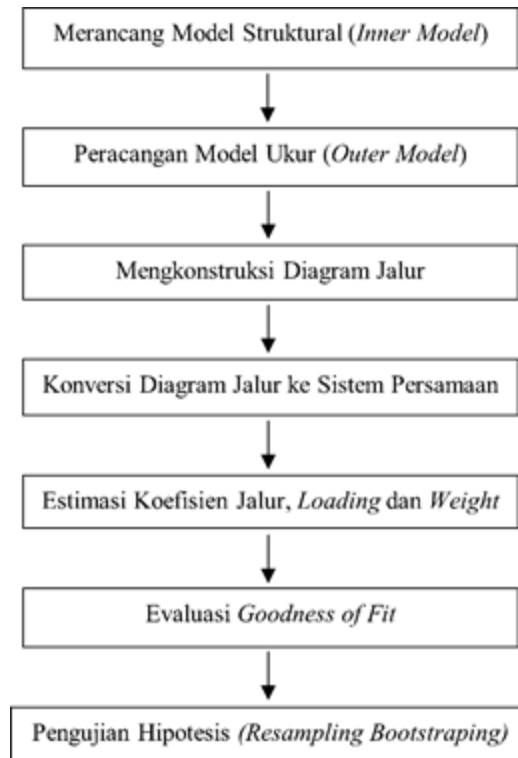 Merancang Model Struktural (Inner Model)
Peracangan Model Ukur (Outer Model)
Mengkonstruksi Diagram Jalur
Konversi Diagram Jalur ke Sistem Persamaan
Estimasi Koefisien Jalur, Loading dan Weight
Evaluasi Goodness of Fit
Pengujian Hipotesis (Resampling Bootstraping)